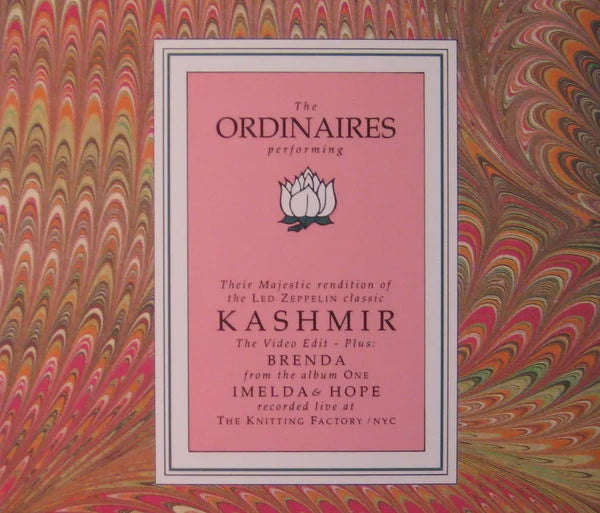 The
ORDINAIRES
performing
Their Majestic rendition of
the LED ZEPPELIN classic
KASHMIR
The Video Edit - Plus:
BRENDA
from the album ONE
IMELDA & HOPE
recorded live at
THE KNITTING FACTORY / NYC